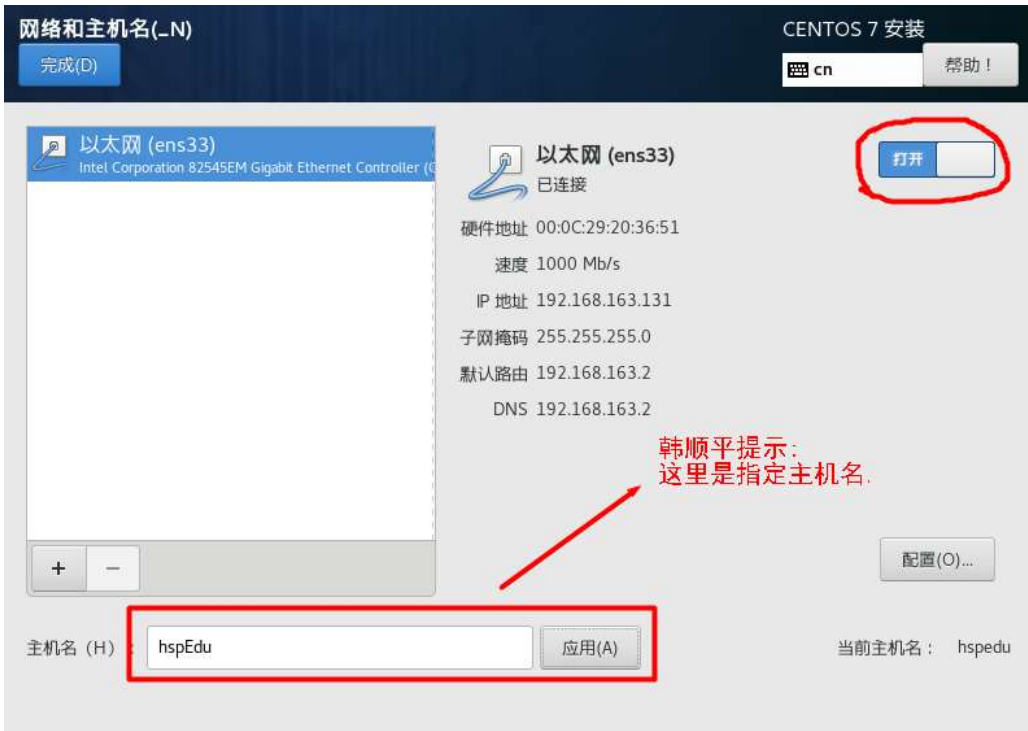 网络和主机名(_N)
CENTOS 7 安装
完成(D)
cn
帮助！
以太网 (ens33)
Intel Corporation 82545EM Gigabit Ethernet Controller (
以太网 (ens33)
已连接
打开
硬件地址 00:0C:29:20:36:51
速度 1000 Mb/s
IP 地址 192.168.163.131
子网掩码 255.255.255.0
默认路由 192.168.163.2
DNS 192.168.163.2
韩顺平提示:
这里是指定主机名.
+ −
配置(O)...
主机名（H）: hspEdu
应用(A)
当前主机名： hspedu